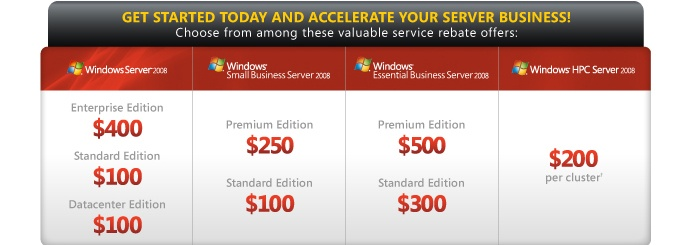 GET STARTED TODAY AND ACCELERATE YOUR SERVER BUSINESS!
Choose from among these valuable service rebate offers:
Windows Server 2008
Enterprise Edition
$400
Standard Edition
$100
Datacenter Edition
$100
Windows
Small Business Server 2008
Premium Edition
$250
Standard Edition
$100
Windows
Essential Business Server 2008
Premium Edition
$500
Standard Edition
$300
Windows HPC Server 2008
$200
per cluster¹